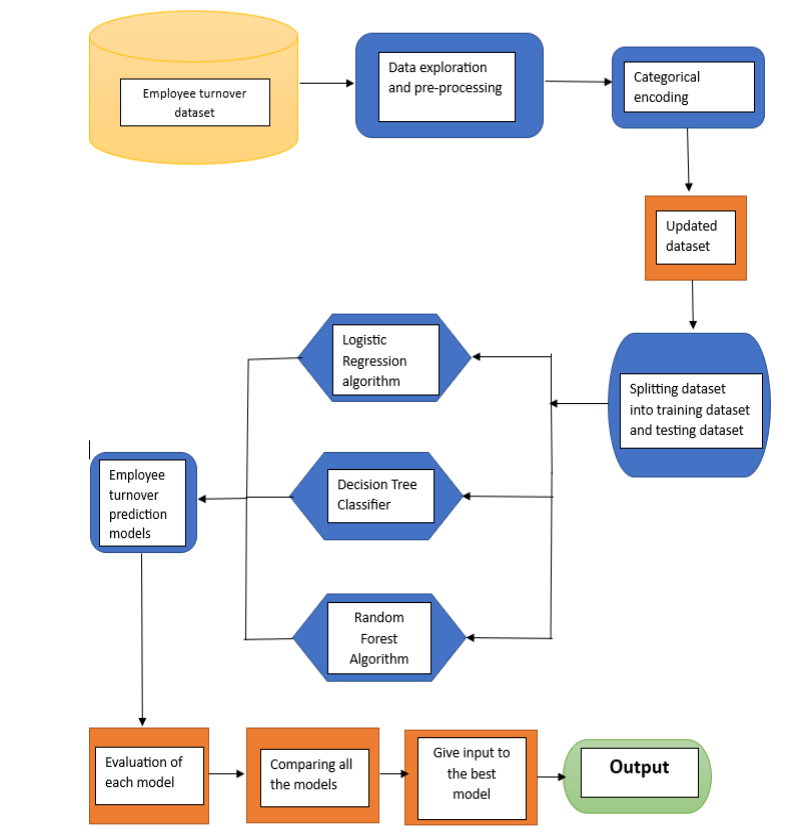 Employee turnover
dataset
Data exploration
and pre-processing
Categorical
encoding
Updated
dataset
Splitting dataset
into training dataset
and testing dataset
Logistic
Regression
algorithm
Decision Tree
Classifier
Random
Forest
Algorithm
Employee
turnover
prediction
models
Evaluation of
each model
Comparing all
the models
Give input to
the best
model
Output